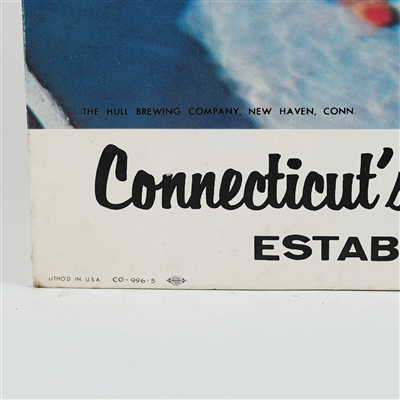 THE HULL BREWING COMPANY, NEW HAVEN, CONN.
Connecticut's
ESTAB
LITHO'D IN U.S.A. CO-996-5